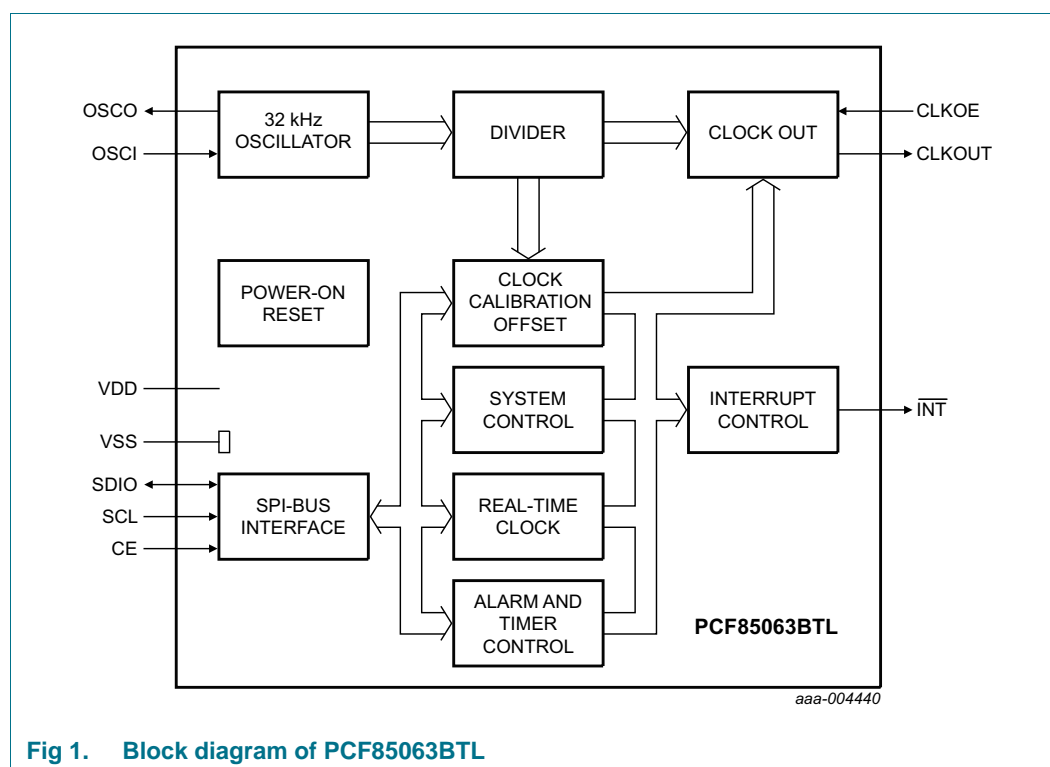 OSCO
OSCI
32 kHz
OSCILLATOR
DIVIDER
CLOCK OUT
CLKOE
CLKOUT
POWER-ON
RESET
CLOCK
CALIBRATION
OFFSET
VDD
VSS
SYSTEM
CONTROL
INTERRUPT
CONTROL
INT
SDIO
SCL
CE
SPI-BUS
INTERFACE
REAL-TIME
CLOCK
ALARM AND
TIMER
CONTROL
PCF85063BTL
aaa-004440
Fig 1. Block diagram of PCF85063BTL